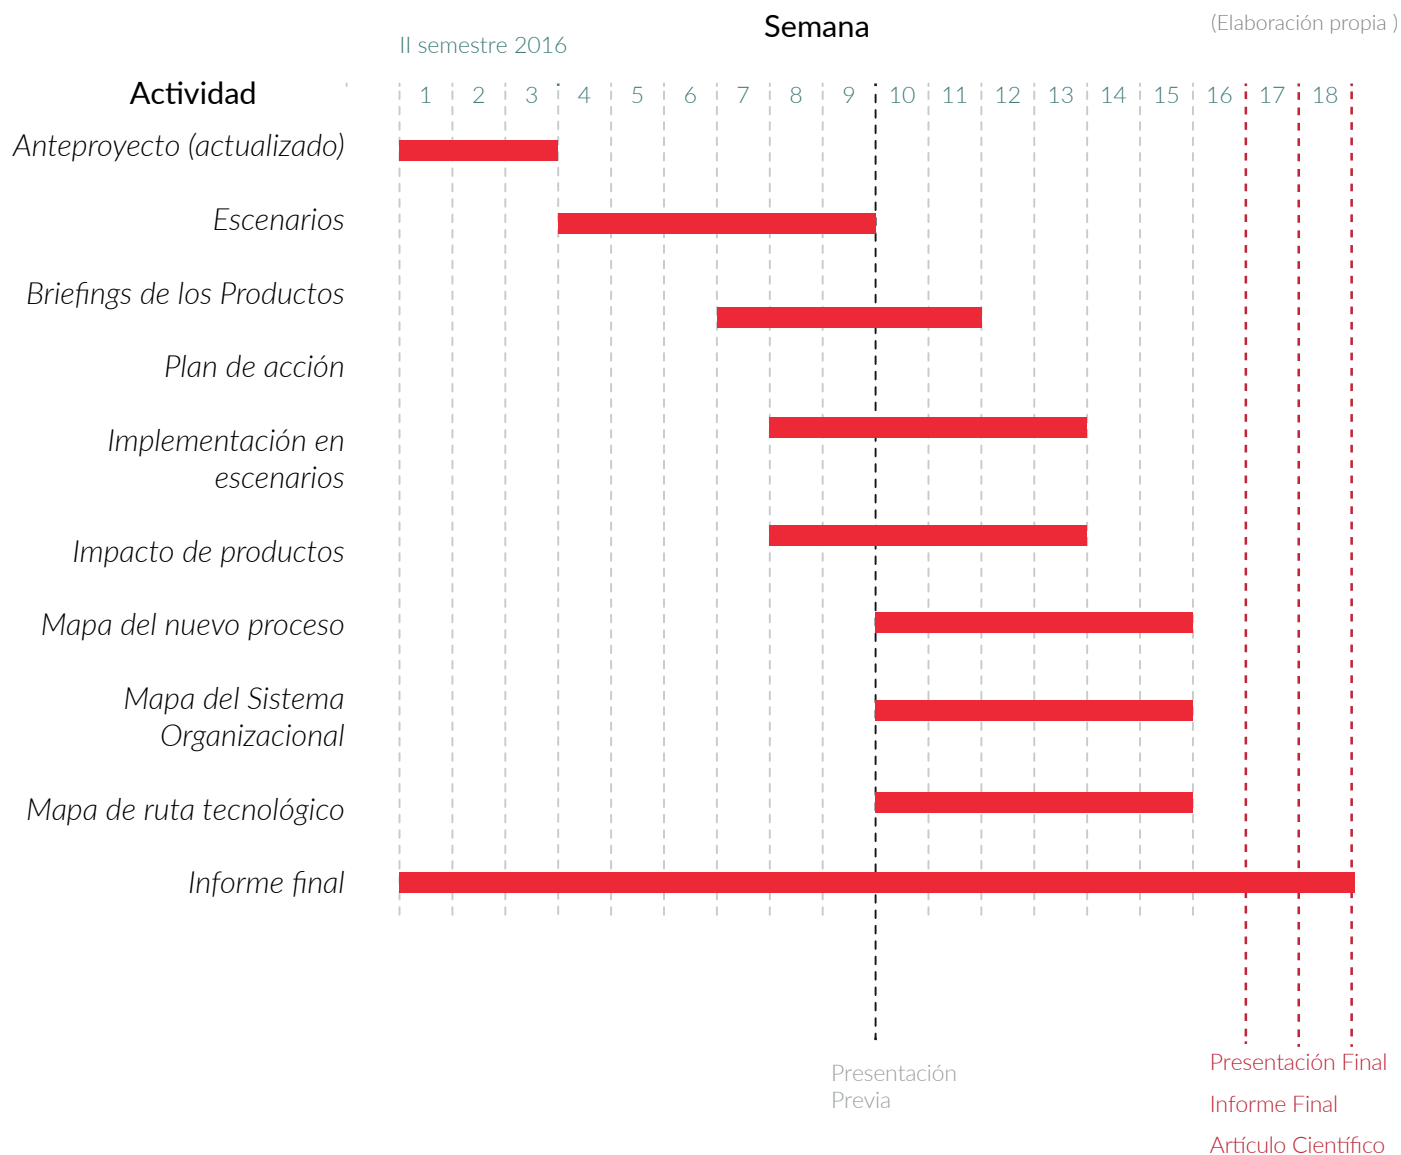 Semana
(Elaboración propia )
II semestre 2016
Actividad
1 2 3 4 5 6 7 8 9 10 11 12 13 14 15 16 17 18
Anteproyecto (actualizado)
Escenarios
Briefings de los Productos
Plan de acción
Implementación en
escenarios
Impacto de productos
Mapa del nuevo proceso
Mapa del Sistema
Organizacional
Mapa de ruta tecnológico
Informe final
Presentación
Previa
Presentación Final
Informe Final
Artículo Científico